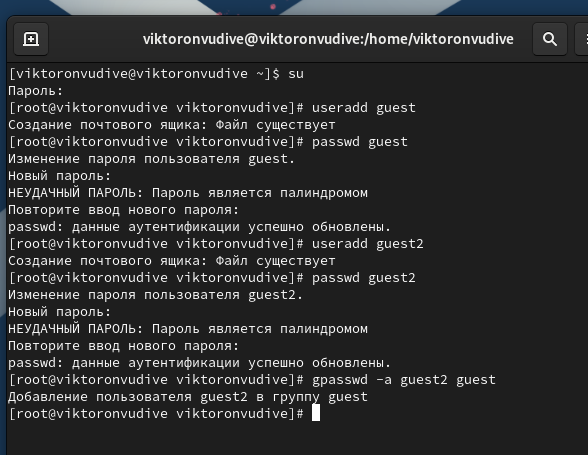 viktoronvudive@viktoronvudive:/home/viktoronvudive
[viktoronvudive@viktoronvudive ~]$ su
Пароль:
[root@viktoronvudive viktoronvudive]# useradd guest
Создание почтового ящика: Файл существует
[root@viktoronvudive viktoronvudive]# passwd guest
Изменение пароля пользователя guest.
Новый пароль:
НЕУДАЧНЫЙ ПАРОЛЬ: Пароль является палиндромом
Повторите ввод нового пароля:
passwd: данные аутентификации успешно обновлены.
[root@viktoronvudive viktoronvudive]# useradd guest2
Создание почтового ящика: Файл существует
[root@viktoronvudive viktoronvudive]# passwd guest2
Изменение пароля пользователя guest2.
Новый пароль:
НЕУДАЧНЫЙ ПАРОЛЬ: Пароль является палиндромом
Повторите ввод нового пароля:
passwd: данные аутентификации успешно обновлены.
[root@viktoronvudive viktoronvudive]# gpasswd -a guest2 guest
Добавление пользователя guest2 в группу guest
[root@viktoronvudive viktoronvudive]#